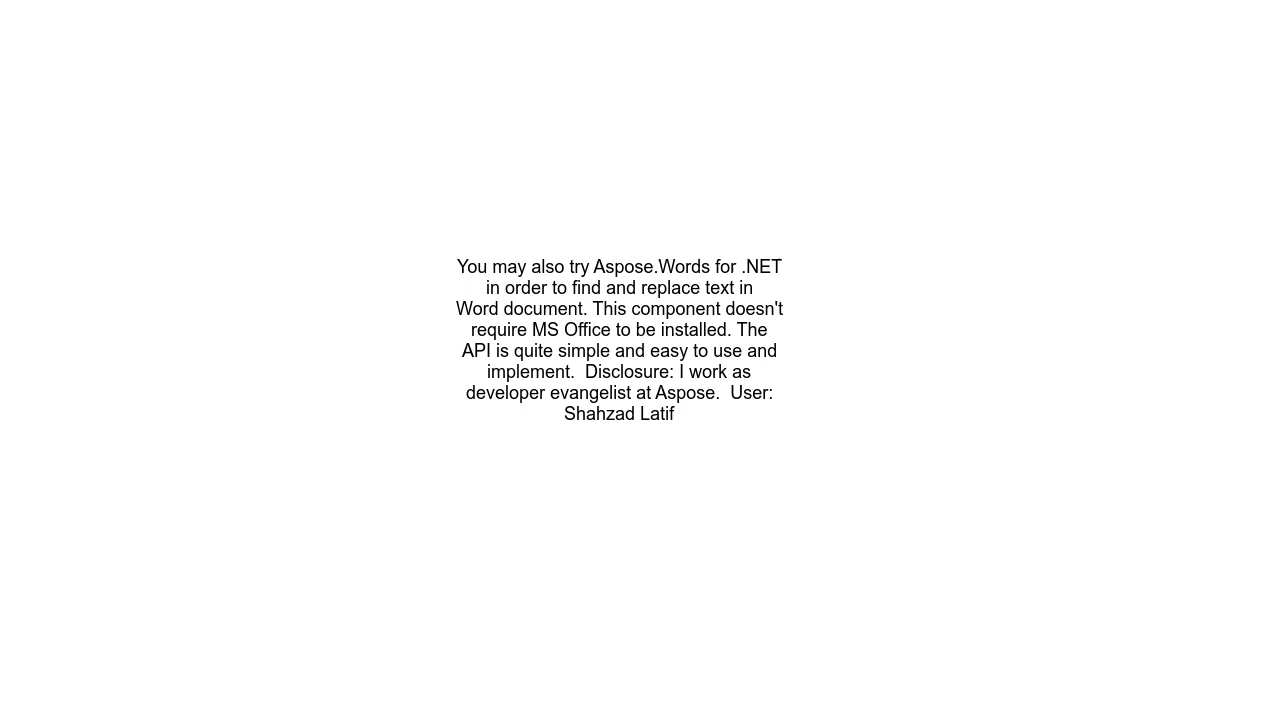 You may also try Aspose.Words for .NET
in order to find and replace text in
Word document. This component doesn't
require MS Office to be installed. The
API is quite simple and easy to use and
implement.  Disclosure: I work as
developer evangelist at Aspose.  User:
Shahzad Latif